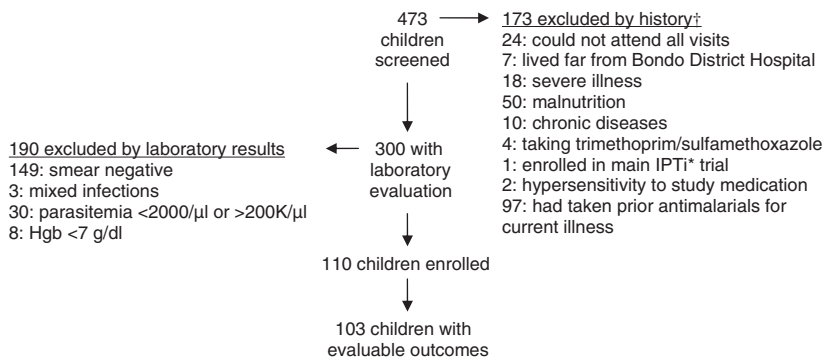 473
children
screened
173 excluded by history†
24: could not attend all visits
7: lived far from Bondo District Hospital
18: severe illness
50: malnutrition
10: chronic diseases
4: taking trimethoprim/sulfamethoxazole
1: enrolled in main IPTi* trial
2: hypersensitivity to study medication
97: had taken prior antimalarials for
current illness
190 excluded by laboratory results
149: smear negative
3: mixed infections
30: parasitemia <2000/µl or >200K/µl
8: Hgb <7 g/dl
300 with
laboratory
evaluation
110 children enrolled
103 children with
evaluable outcomes